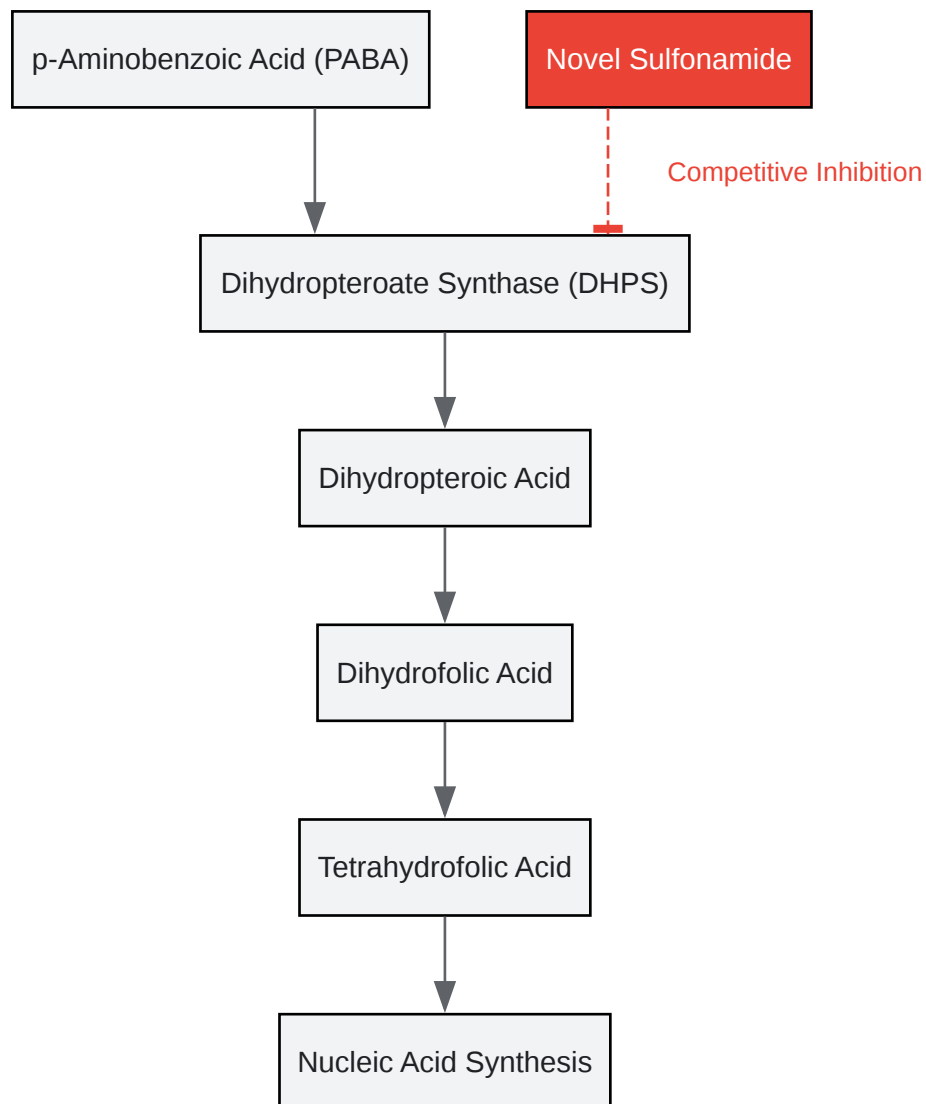 p-Aminobenzoic Acid (PABA)
Novel Sulfonamide
Competitive Inhibition
Dihydropteroate Synthase (DHPS)
Dihydropteroic Acid
Dihydrofolic Acid
Tetrahydrofolic Acid
Nucleic Acid Synthesis